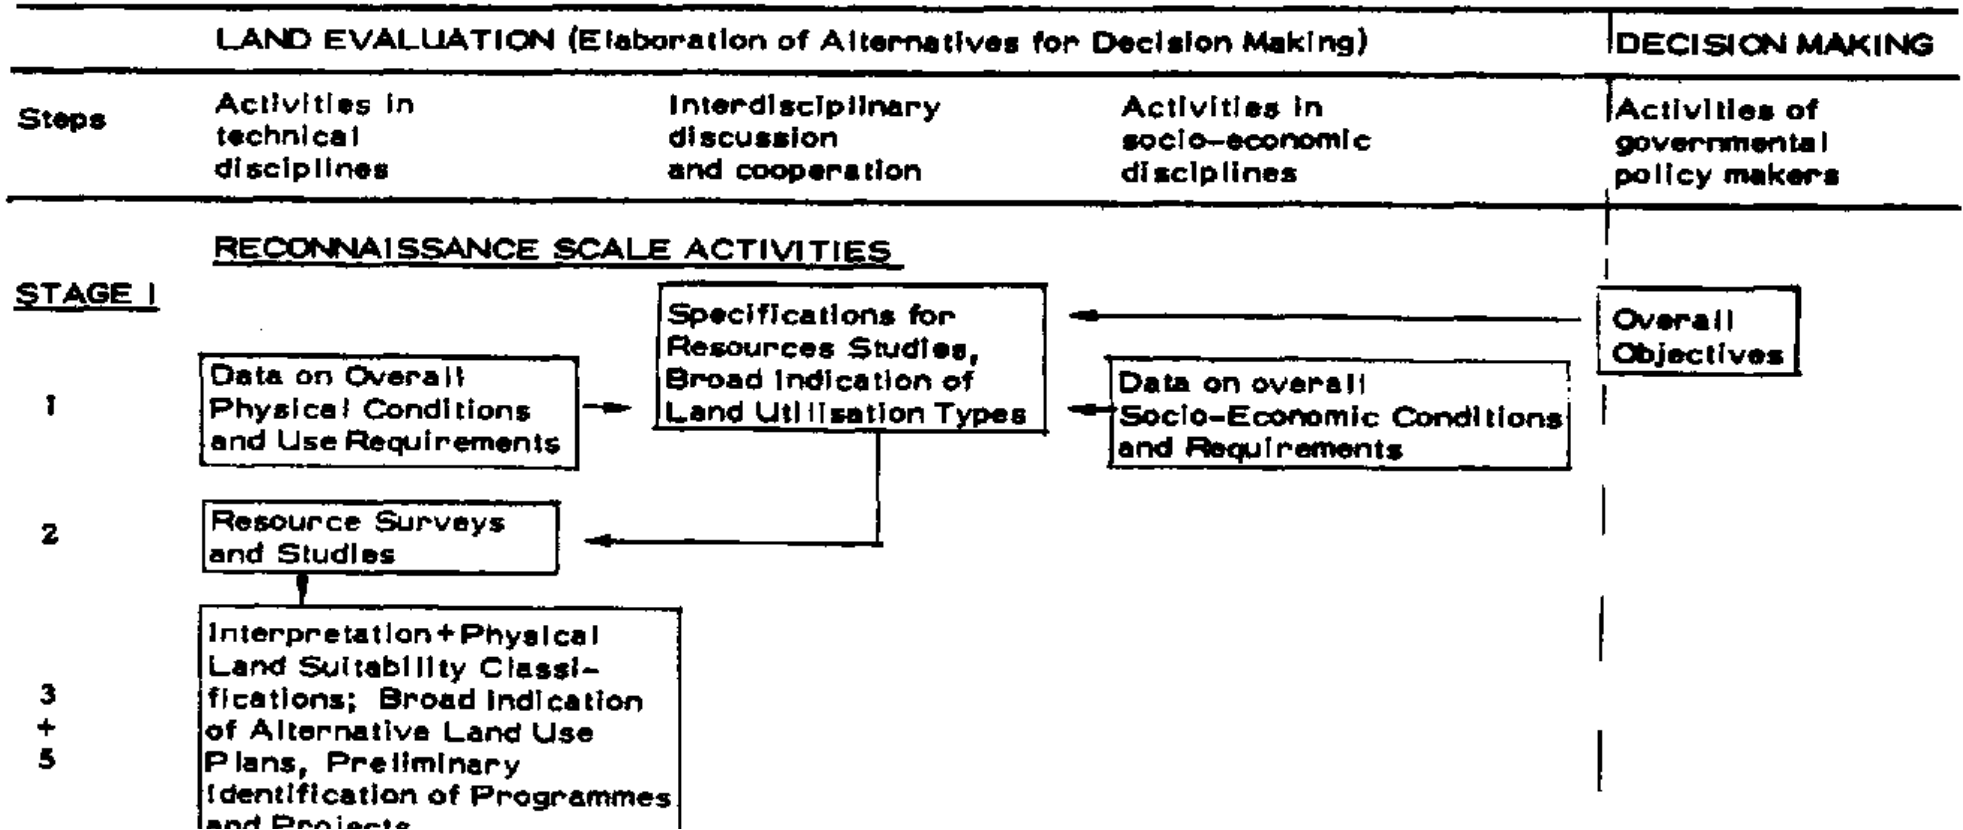 LAND EVALUATION (Elaboration of Alternatives for Decision Making)
DECISION MAKING
Steps
Activities in
technical
disciplines
Interdisciplinary
discussion
and cooperation
Activities in
socio-economic
disciplines
Activities of
governmental
policy makers
RECONNAISSANCE SCALE ACTIVITIES
STAGE I
Specifications for
Resources Studies,
Broad Indication of
Land Utilisation Types
Overall
Objectives
1
Data on Overall
Physical Conditions
and Use Requirements
Data on overall
Socio-Economic Conditions
and Requirements
2
Resource Surveys
and Studies
3
+
5
Interpretation+Physical
Land Suitability Classi-
fications; Broad Indication
of Alternative Land Use
Plans, Preliminary
Identification of Programmes
and Projects